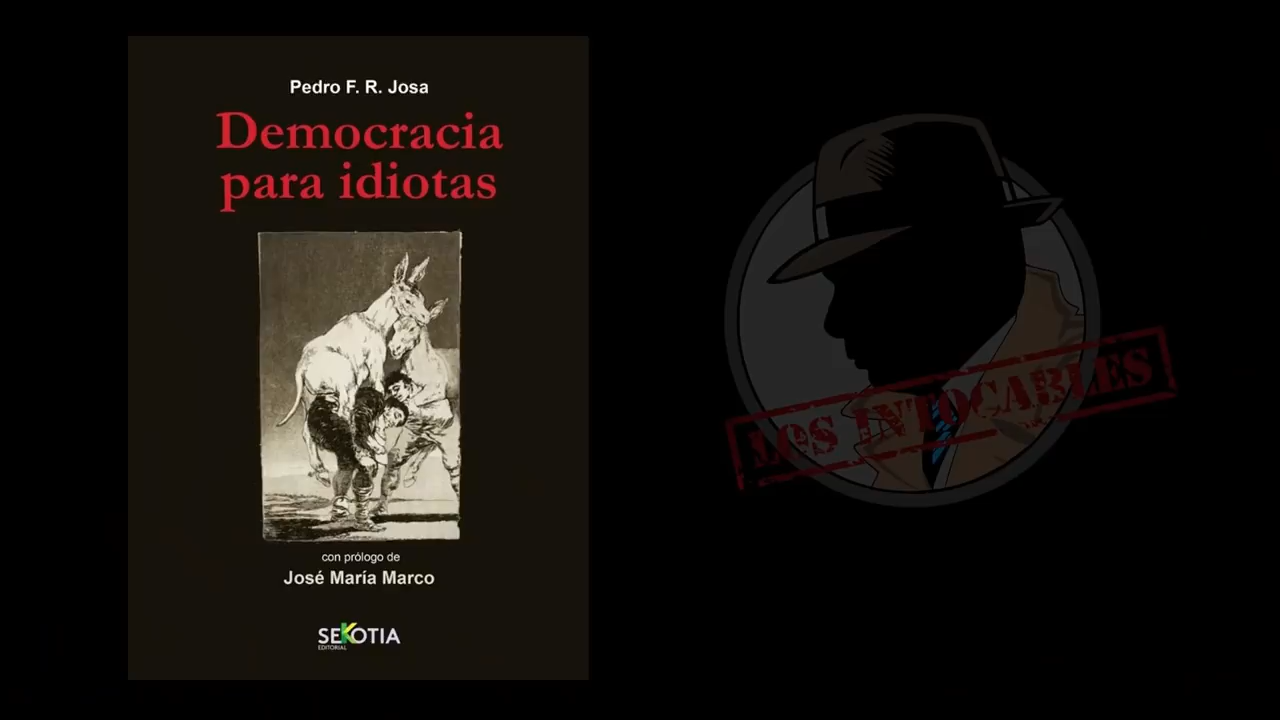 Pedro F. R. Josa
Democracia
para idiotas
con prólogo de
José María Marco
SEKOTIA
EDITORIAL
LOS INTOCABLES